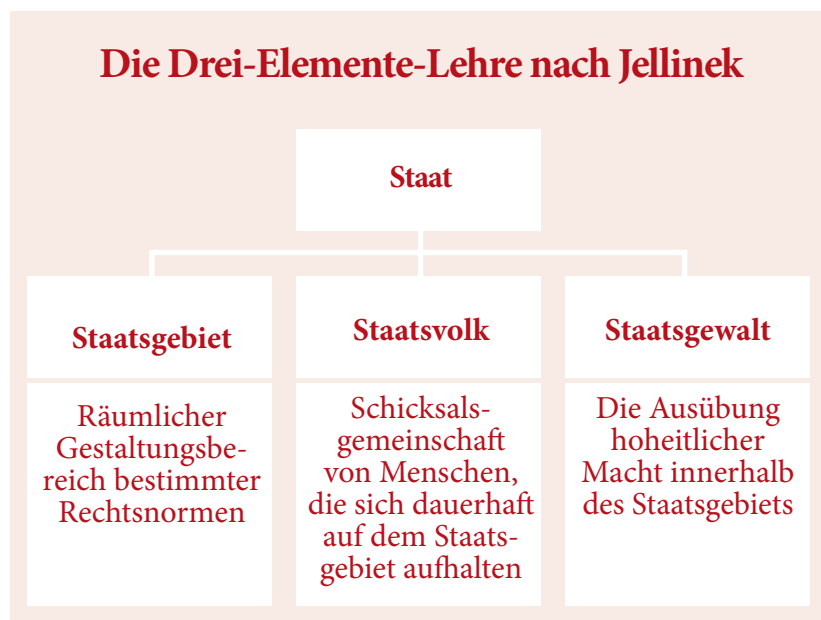 Die Drei-Elemente-Lehre nach Jellinek
Staat
Staatsgebiet
Räumlicher
Gestaltungsbe-
reich bestimmter
Rechtsnormen
Staatsvolk
Schicksals-
gemeinschaft
von Menschen,
die sich dauerhaft
auf dem Staats-
gebiet aufhalten
Staatsgewalt
Die Ausübung
hoheitlicher
Macht innerhalb
des Staatsgebiets